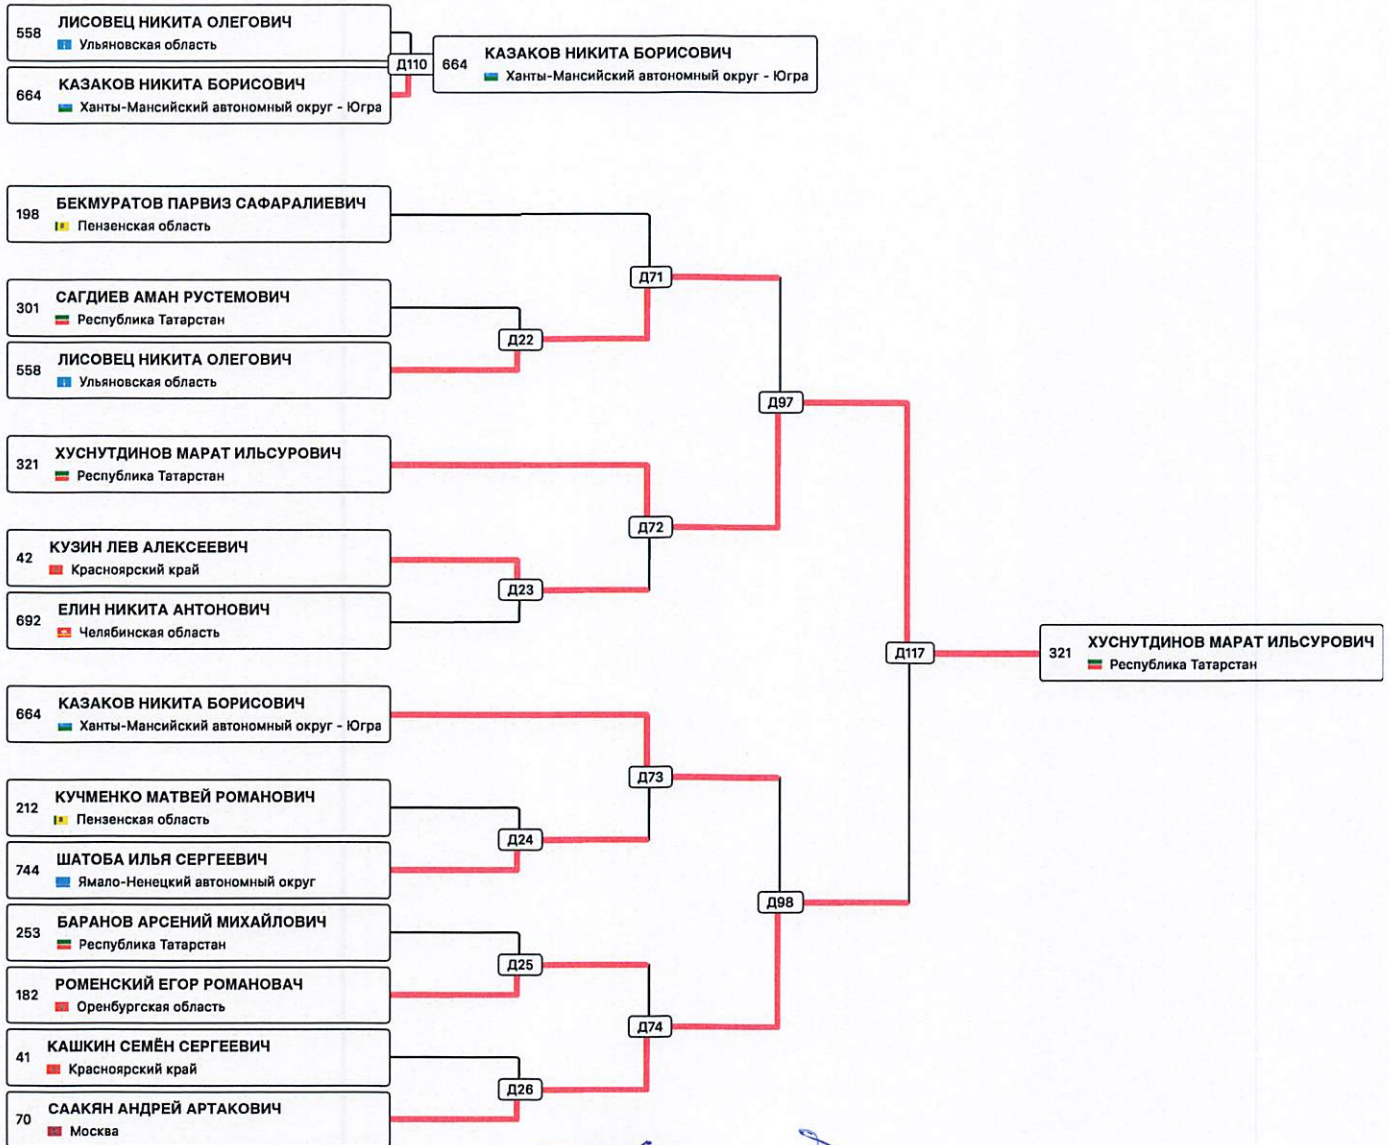 558 ЛИСОВЕЦ НИКИТА ОЛЕГОВИЧ
Ульяновская область
664 КАЗАКОВ НИКИТА БОРИСОВИЧ
Ханты-Мансийский автономный округ - Югра
Д110
664 КАЗАКОВ НИКИТА БОРИСОВИЧ
Ханты-Мансийский автономный округ - Югра
198 БЕКМУРАТОВ ПАРВИЗ САФАРАЛИЕВИЧ
Пензенская область
Д71
301 САГДИЕВ АМАН РУСТЕМОВИЧ
Республика Татарстан
Д22
558 ЛИСОВЕЦ НИКИТА ОЛЕГОВИЧ
Ульяновская область
Д97
321 ХУСНУТДИНОВ МАРАТ ИЛЬСУРОВИЧ
Республика Татарстан
Д72
42 КУЗИН ЛЕВ АЛЕКСЕЕВИЧ
Красноярский край
Д23
692 ЕЛИН НИКИТА АНТОНОВИЧ
Челябинская область
Д117
321 ХУСНУТДИНОВ МАРАТ ИЛЬСУРОВИЧ
Республика Татарстан
664 КАЗАКОВ НИКИТА БОРИСОВИЧ
Ханты-Мансийский автономный округ - Югра
Д73
212 КУЧМЕНКО МАТВЕЙ РОМАНОВИЧ
Пензенская область
Д24
744 ШАТОБА ИЛЬЯ СЕРГЕЕВИЧ
Ямало-Ненецкий автономный округ
Д98
253 БАРАНОВ АРСЕНИЙ МИХАЙЛОВИЧ
Республика Татарстан
Д25
182 РОМЕНСКИЙ ЕГОР РОМАНОВАЧ
Оренбургская область
Д74
41 КАШКИН СЕМЁН СЕРГЕЕВИЧ
Красноярский край
Д26
70 СААКЯН АНДРЕЙ АРТАКОВИЧ
Москва